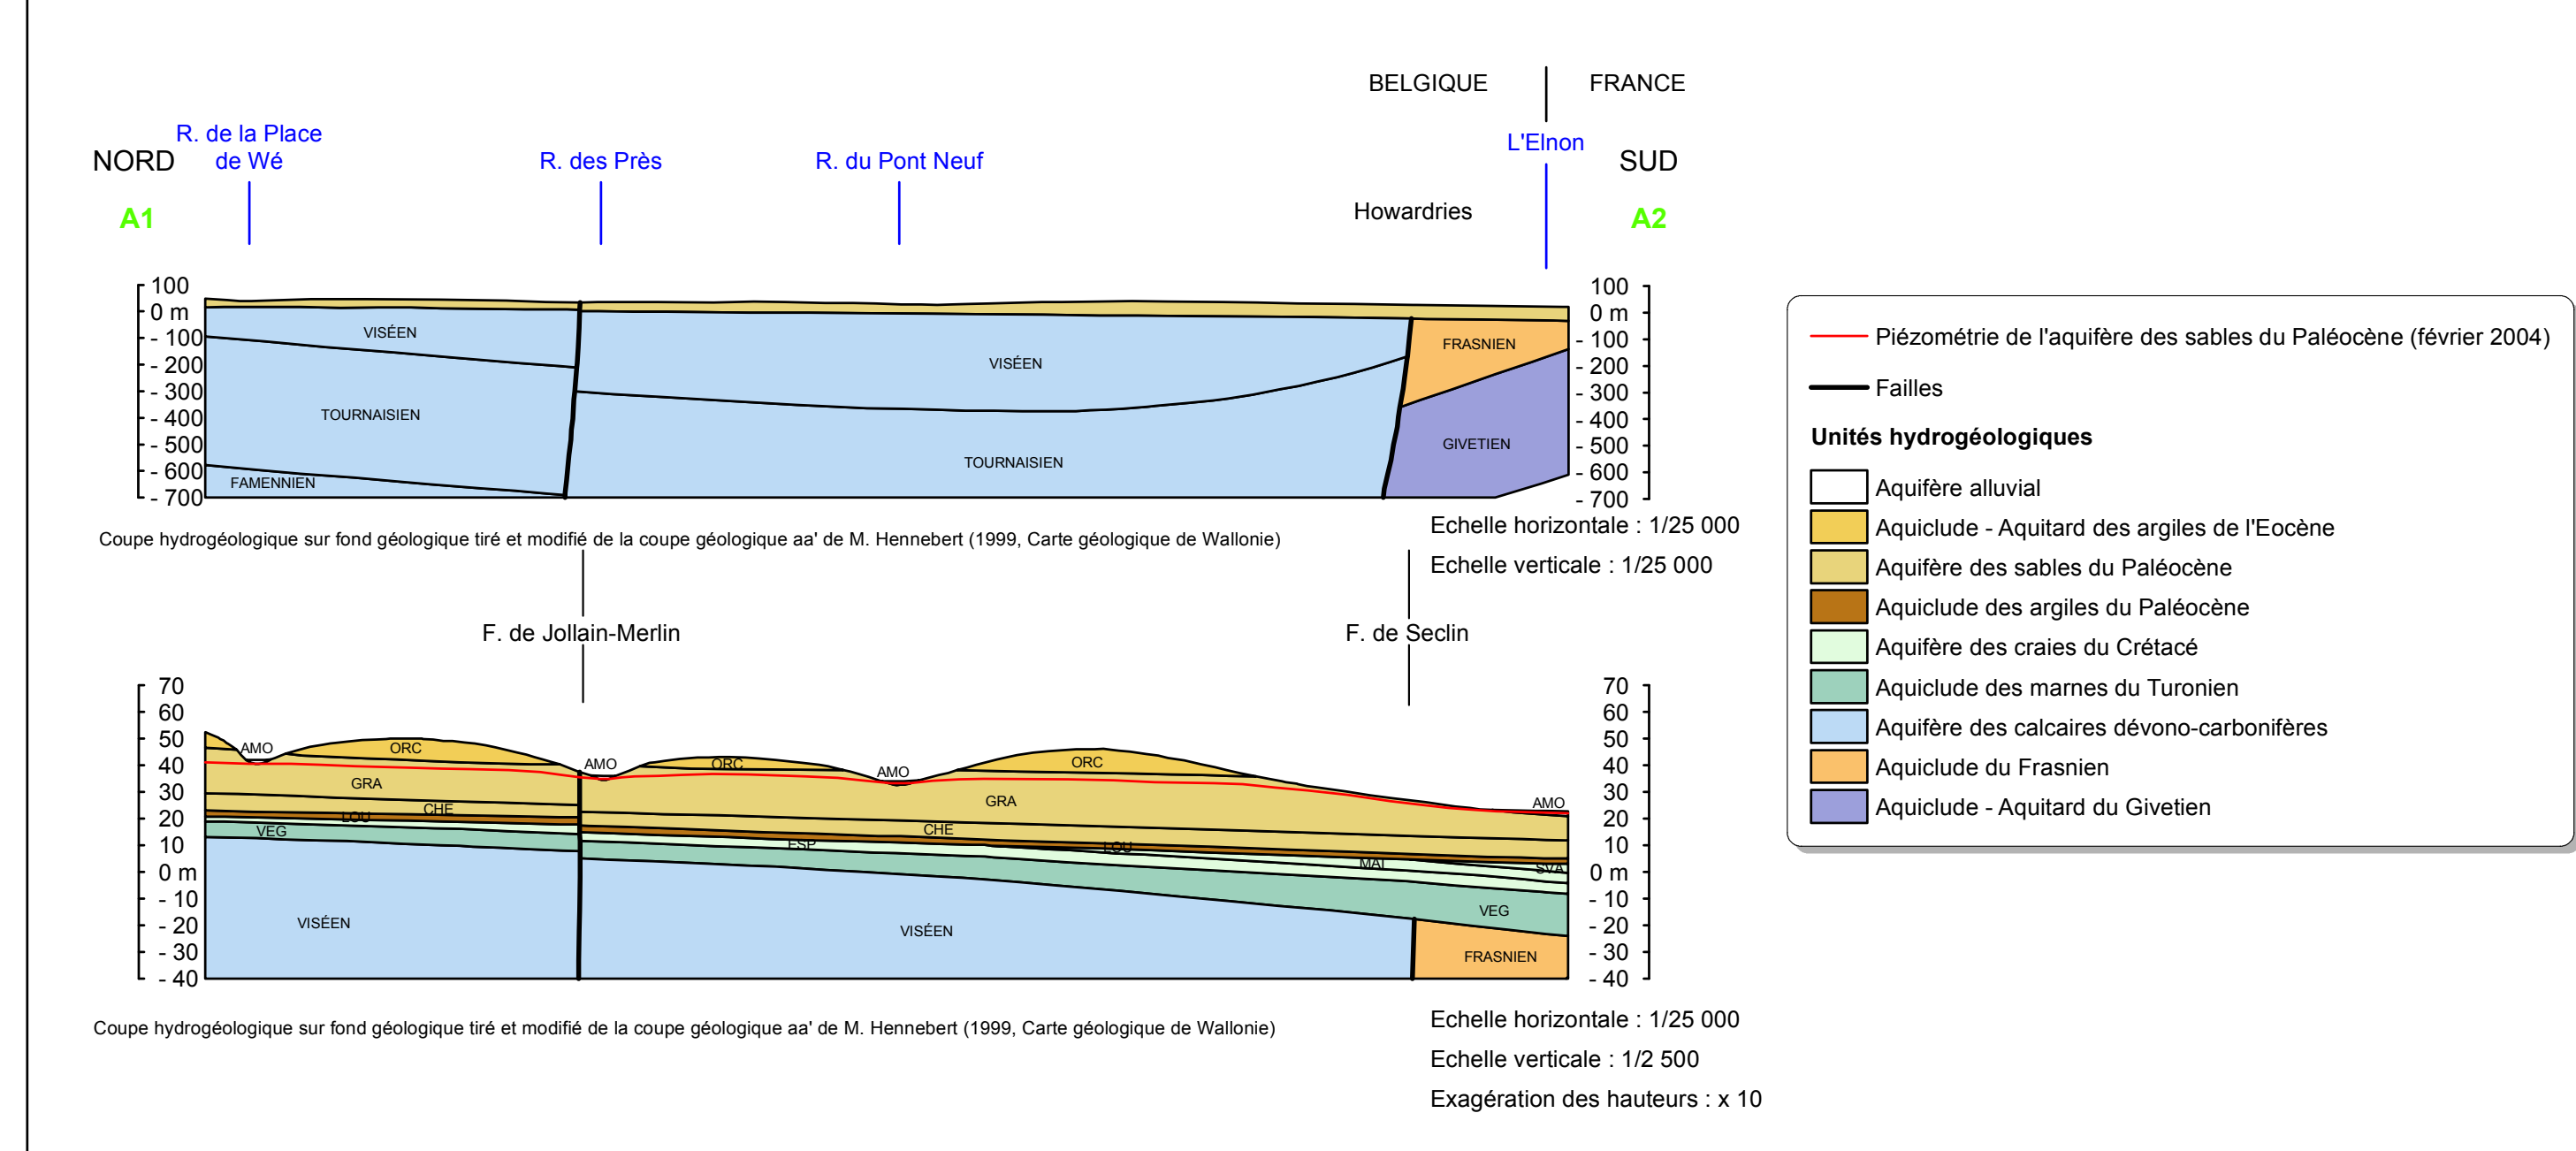 BELGIQUE FRANCE
R. de la Place
de Wé
R. des Près
R. du Pont Neuf
L'Elnon
NORD
SUD
A1
Howardries
A2
100
0 m
- 100
- 200
- 300
- 400
- 500
- 600
- 700
VISÉEN
TOURNAISIEN
FAMENNIEN
VISÉEN
TOURNAISIEN
FRASNIEN
GIVETIEN
100
0 m
- 100
- 200
- 300
- 400
- 500
- 600
- 700
Coupe hydrogéologique sur fond géologique tiré et modifié de la coupe géologique aa' de M. Hennebert (1999, Carte géologique de Wallonie)
Echelle horizontale : 1/25 000
Echelle verticale : 1/25 000
F. de Jollain-Merlin
F. de Seclin
70
60
50
40
30
20
10
0 m
- 10
- 20
- 30
- 40
AMO
ORC
GRA
CHE
LOU
VEG
VISÉEN
AMO
ORC
AMO
ORC
GRA
CHE
ESP
LOU
MAI
SVA
AMO
VEG
VISÉEN
FRASNIEN
70
60
50
40
30
20
10
0 m
- 10
- 20
- 30
- 40
Coupe hydrogéologique sur fond géologique tiré et modifié de la coupe géologique aa' de M. Hennebert (1999, Carte géologique de Wallonie)
Echelle horizontale : 1/25 000
Echelle verticale : 1/2 500
Exagération des hauteurs : x 10
Piézométrie de l'aquifère des sables du Paléocène (février 2004)
Failles
Unités hydrogéologiques
Aquifère alluvial
Aquiclude - Aquitard des argiles de l'Eocène
Aquifère des sables du Paléocène
Aquiclude des argiles du Paléocène
Aquifère des craies du Crétacé
Aquiclude des marnes du Turonien
Aquifère des calcaires dévono-carbonifères
Aquiclude du Frasnien
Aquiclude - Aquitard du Givetien